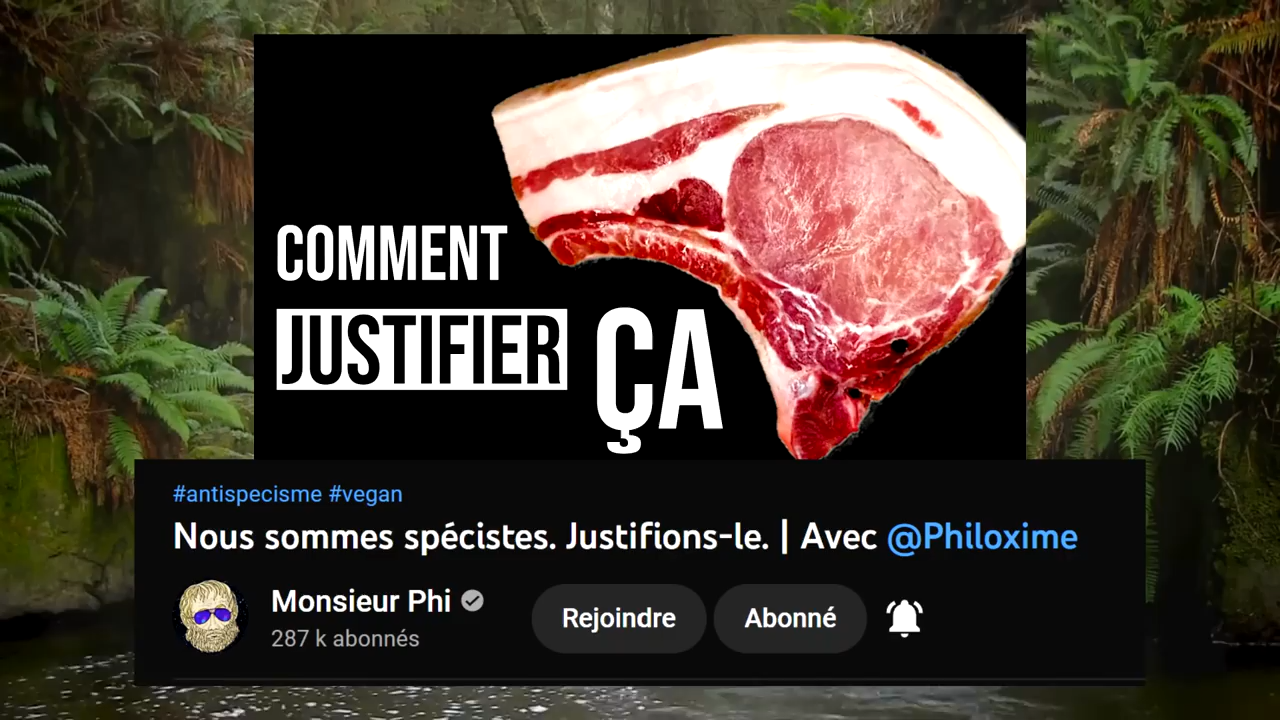 COMMENT
JUSTIFIER ÇA
#antispecisme #vegan
Nous sommes spécistes. Justifions-le. | Avec @Philoxime
Monsieur Phi
287 k abonnés
Rejoindre
Abonné